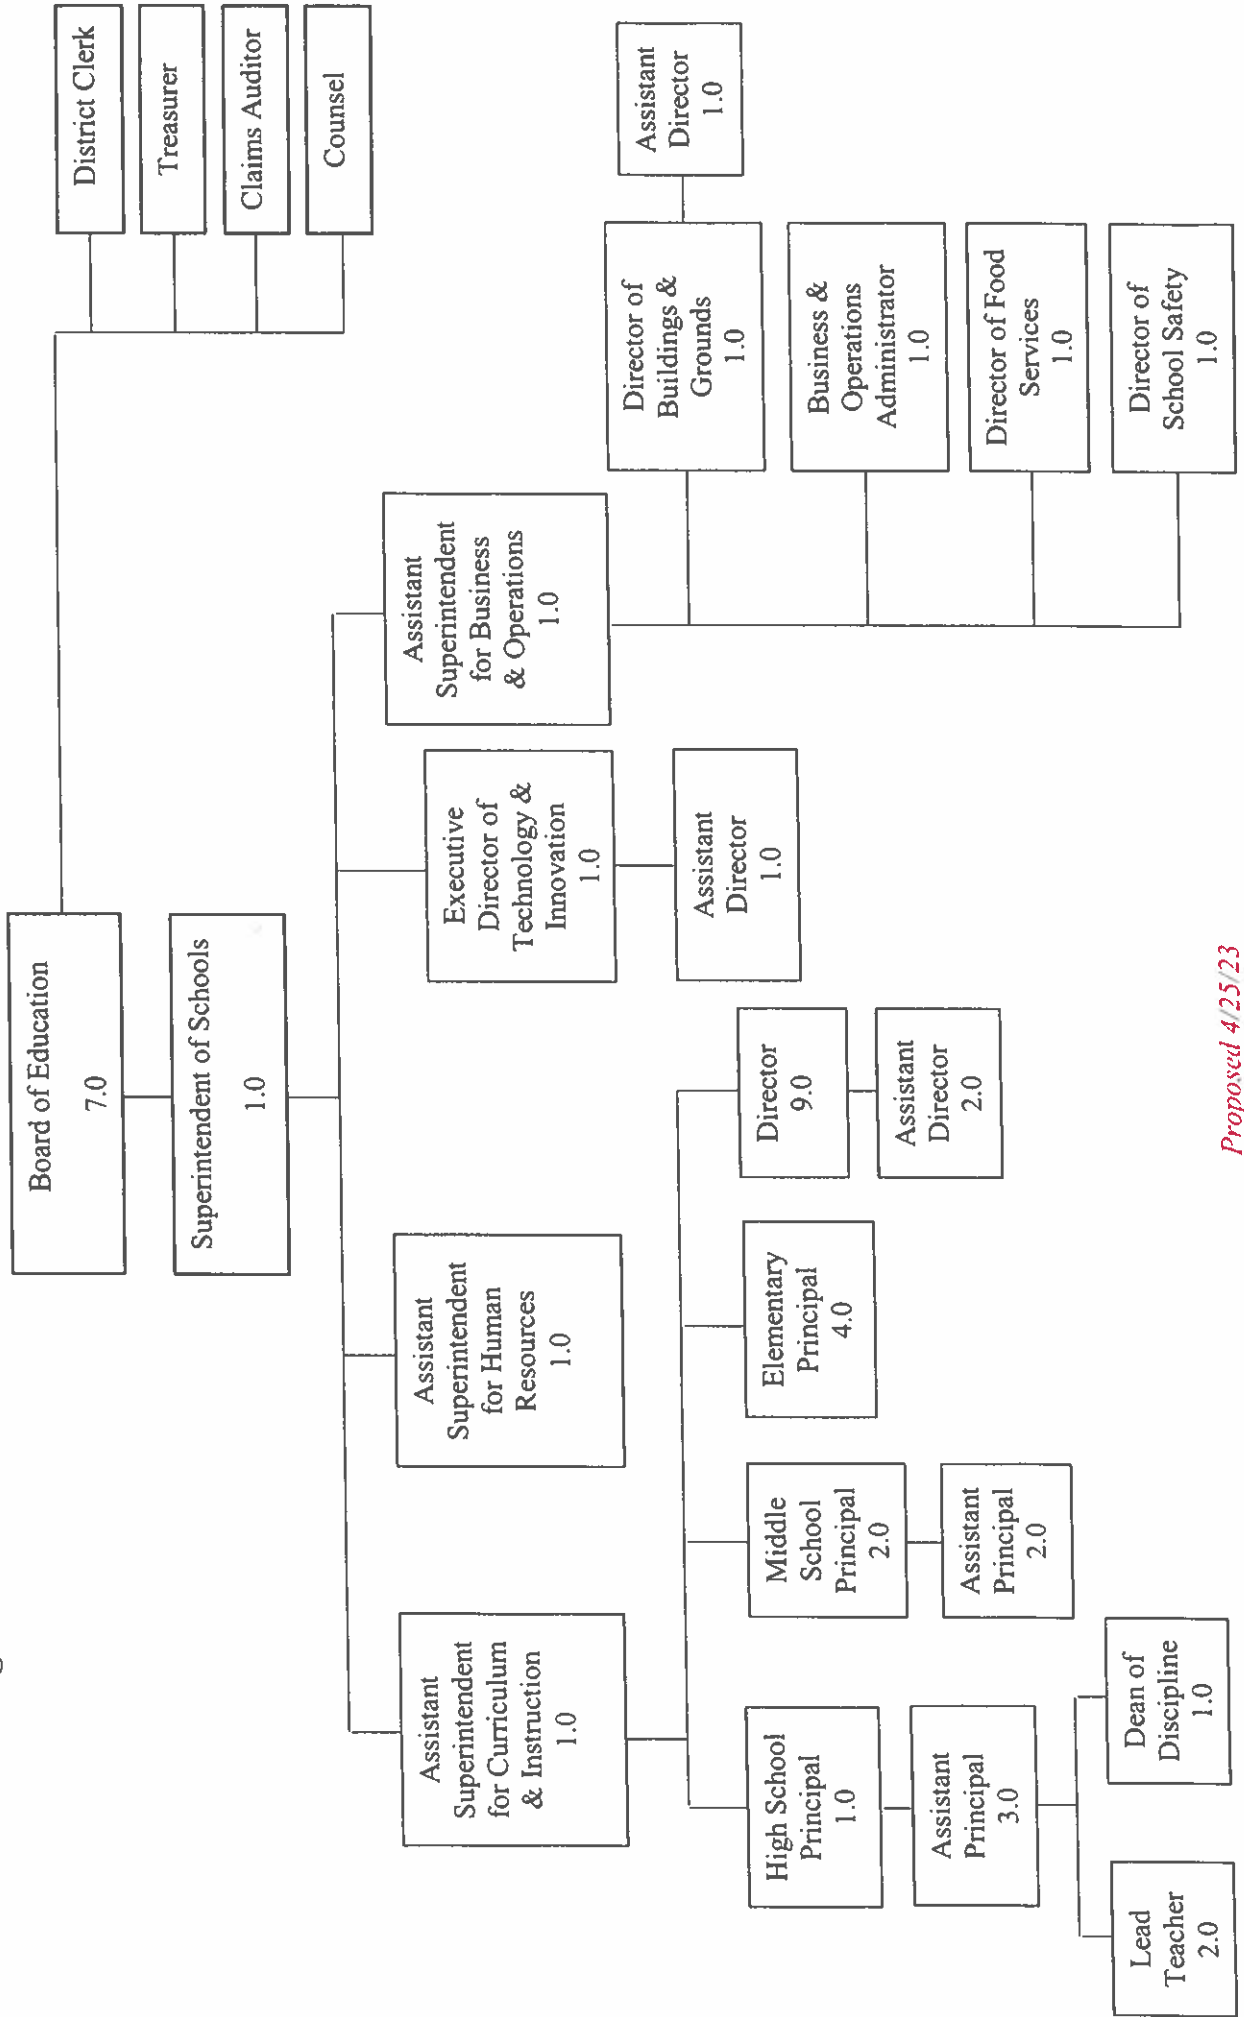 Board of Education
7.0
District Clerk
Treasurer
Claims Auditor
Counsel
Superintendent of Schools
1.0
Assistant
Superintendent
for Curriculum
& Instruction
1.0
Assistant
Superintendent
for Human
Resources
1.0
Executive
Director of
Technology &
Innovation
1.0
Assistant
Director
1.0
Assistant
Superintendent
for Business
& Operations
1.0
Director of
Buildings &
Grounds
1.0
Assistant
Director
1.0
Business &
Operations
Administrator
1.0
Director of Food
Services
1.0
Director of
School Safety
1.0
High School
Principal
1.0
Assistant
Principal
3.0
Lead
Teacher
2.0
Dean of
Discipline
1.0
Middle
School
Principal
2.0
Assistant
Principal
2.0
Elementary
Principal
4.0
Director
9.0
Assistant
Director
2.0
Proposed 4/25/23